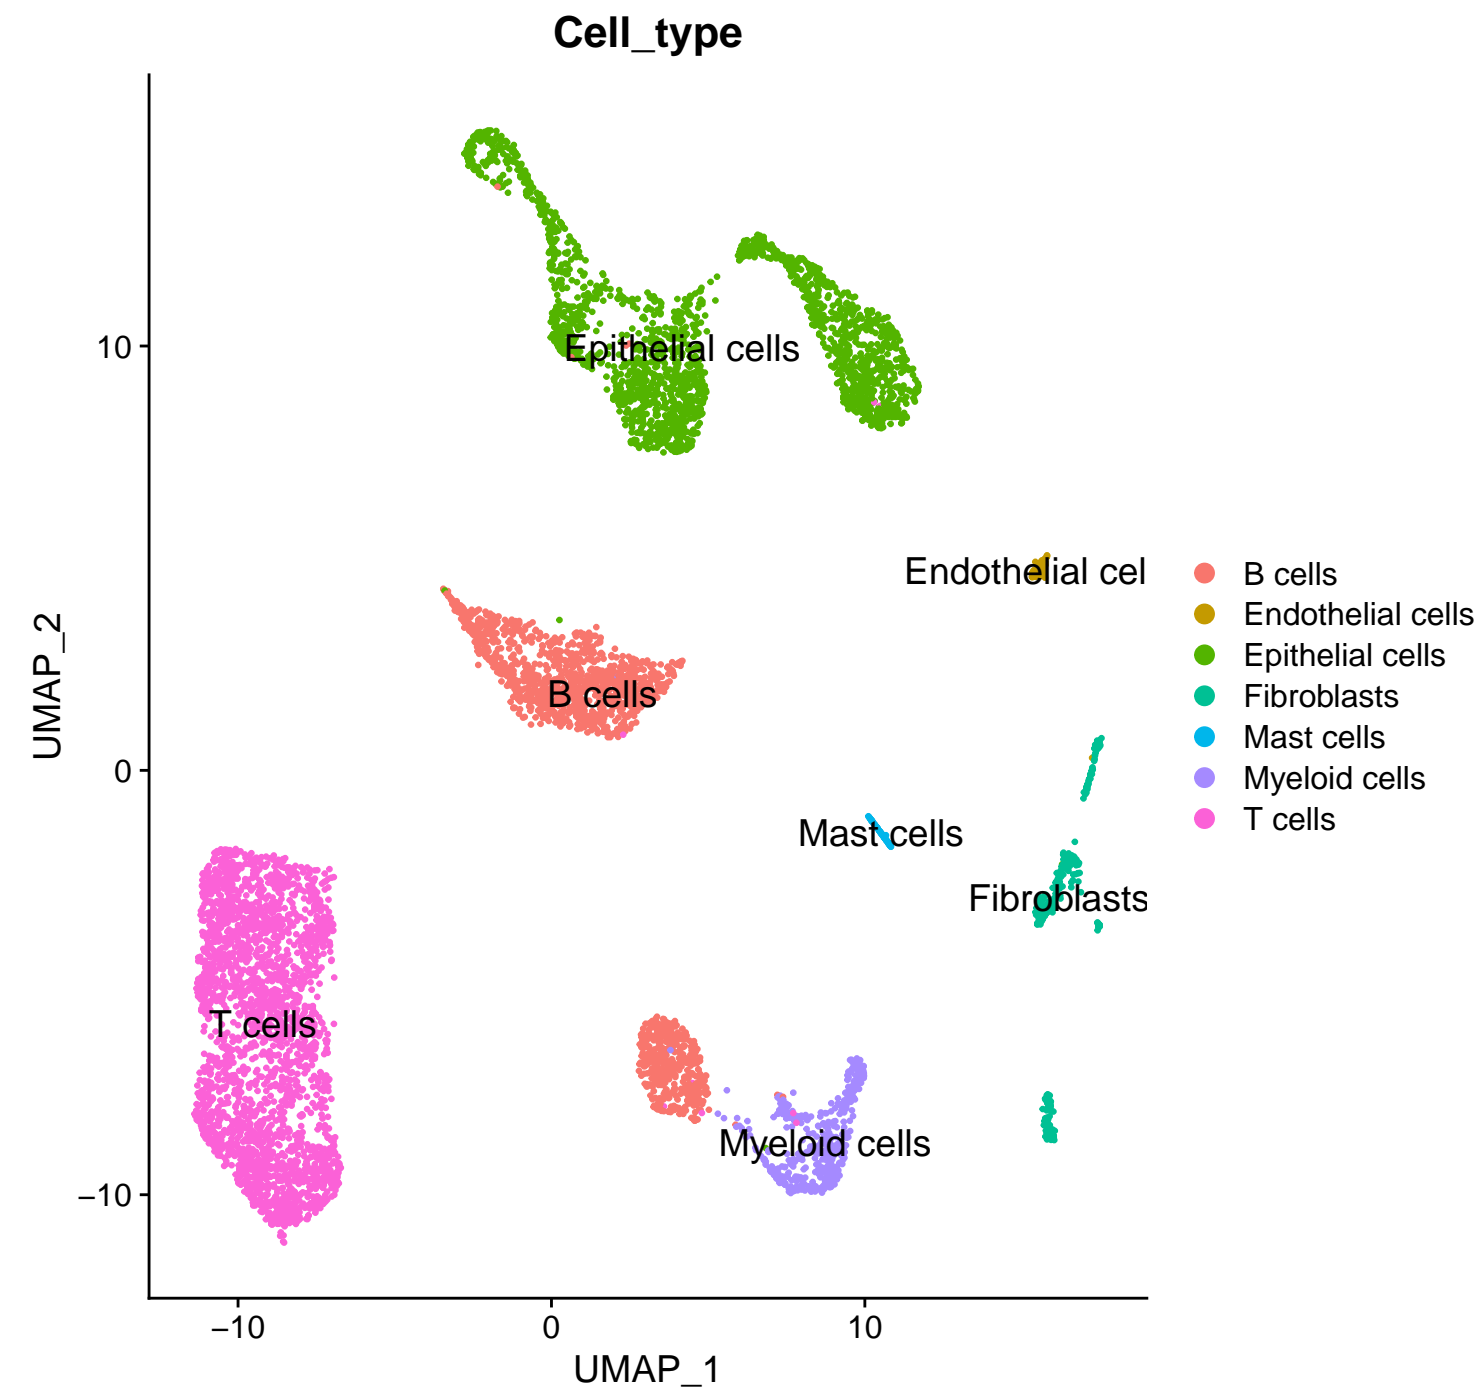 Cell_type
10
0
−10
UMAP_2
Epithelial cells
Endothelial cel
B cells
Mast cells
Fibroblasts
T cells
Myeloid cells
−10
0
10
UMAP_1
B cells
Endothelial cells
Epithelial cells
Fibroblasts
Mast cells
Myeloid cells
T cells